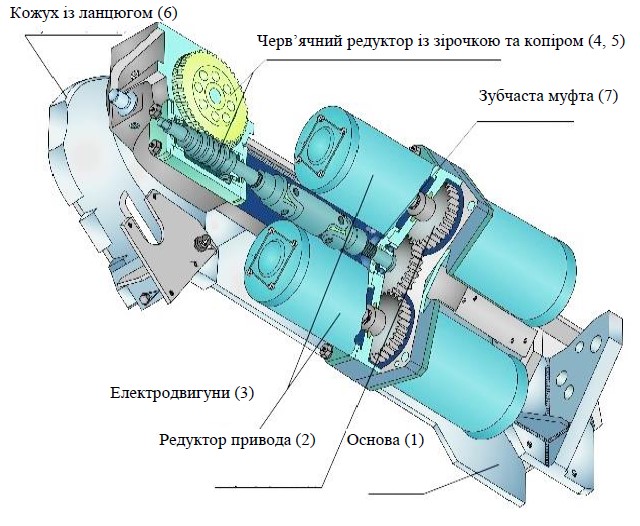 Кожух із ланцюгом (6)
Черв’ячний редуктор із зірочкою та копіром (4, 5)
Зубчаста муфта (7)
Електродвигуни (3)
Редуктор привода (2) Основа (1)